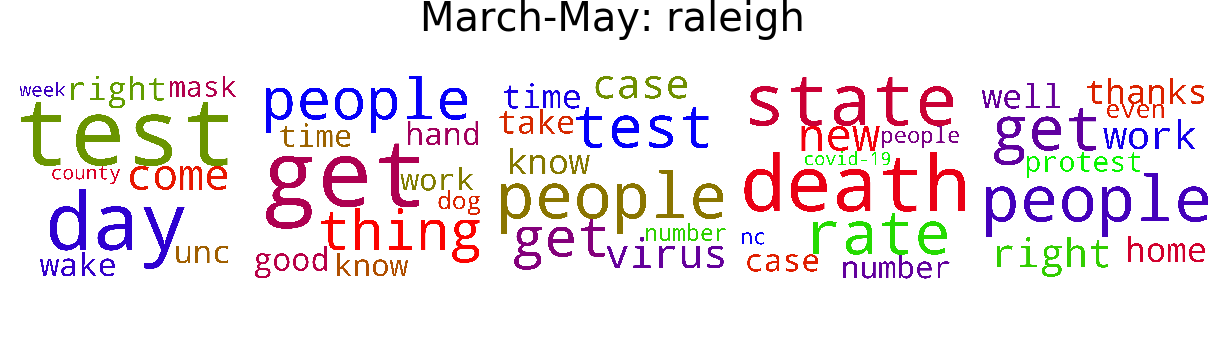 March-May: raleigh
week right mask
test
county come
day
wake unc
people
time hand
get
work
dog
thing
good know
time case
take test
know
people
number
get virus
state
new people
covid-19
death
nc rate
case number
well thanks
even
get work
protest
people
right home